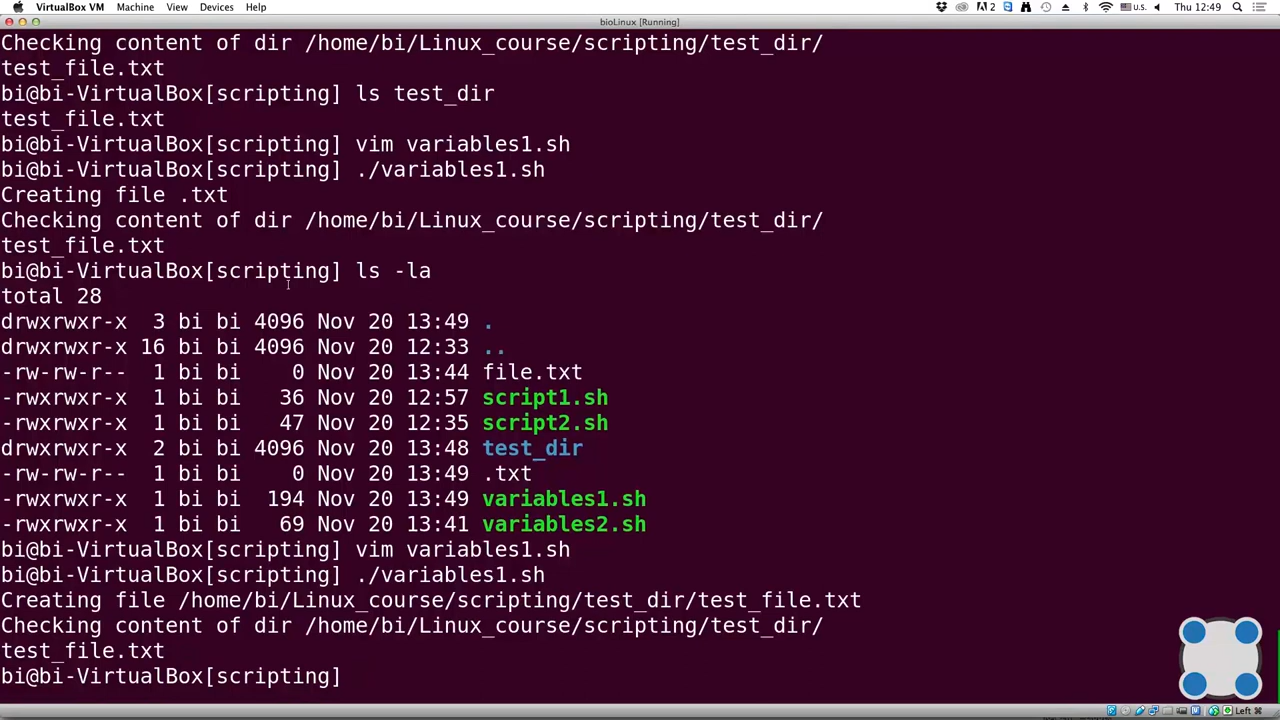 VirtualBox VM Machine View Devices Help 2 U.S. Thu 12:49
bioLinux [Running]
Checking content of dir /home/bi/Linux_course/scripting/test_dir/
test_file.txt
bi@bi-VirtualBox[scripting] ls test_dir
test_file.txt
bi@bi-VirtualBox[scripting] vim variables1.sh
bi@bi-VirtualBox[scripting] ./variables1.sh
Creating file .txt
Checking content of dir /home/bi/Linux_course/scripting/test_dir/
test_file.txt
bi@bi-VirtualBox[scripting] ls -la
total 28
drwxrwxr-x  3 bi bi 4096 Nov 20 13:49 .
drwxrwxr-x 16 bi bi 4096 Nov 20 12:33 ..
-rw-rw-r--  1 bi bi    0 Nov 20 13:44 file.txt
-rwxrwxr-x  1 bi bi   36 Nov 20 12:57 script1.sh
-rwxrwxr-x  1 bi bi   47 Nov 20 12:35 script2.sh
drwxrwxr-x  2 bi bi 4096 Nov 20 13:48 test_dir
-rw-rw-r--  1 bi bi    0 Nov 20 13:49 .txt
-rwxrwxr-x  1 bi bi  194 Nov 20 13:49 variables1.sh
-rwxrwxr-x  1 bi bi   69 Nov 20 13:41 variables2.sh
bi@bi-VirtualBox[scripting] vim variables1.sh
bi@bi-VirtualBox[scripting] ./variables1.sh
Creating file /home/bi/Linux_course/scripting/test_dir/test_file.txt
Checking content of dir /home/bi/Linux_course/scripting/test_dir/
test_file.txt
bi@bi-VirtualBox[scripting]
Left ⌘